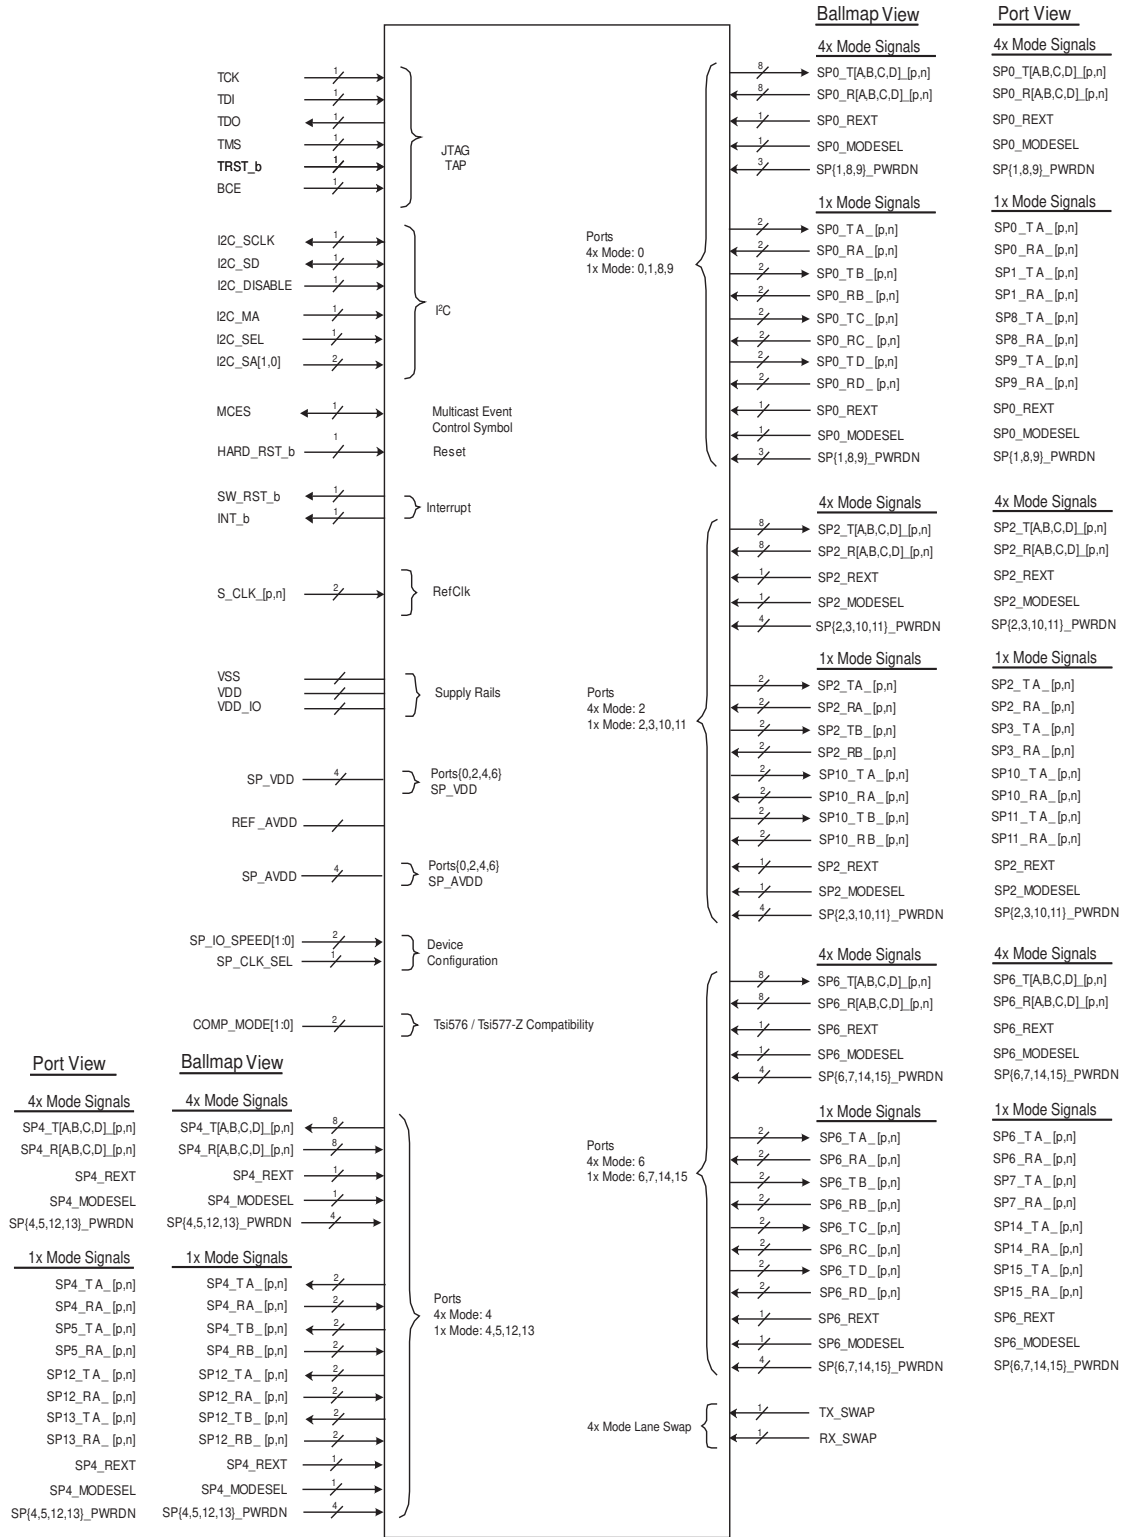 Ballmap View Port View
4x Mode Signals 4x Mode Signals
8 SP0_T[A,B,C,D]_[p,n] SP0_T[A,B,C,D]_[p,n]
8 SP0_R[A,B,C,D]_[p,n] SP0_R[A,B,C,D]_[p,n]
1 SP0_REXT SP0_REXT
1 SP0_MODESEL SP0_MODESEL
3 SP{1,8,9}_PWRDN SP{1,8,9}_PWRDN
1x Mode Signals 1x Mode Signals
2 SP0_TA_[p,n] SP0_TA_[p,n]
2 SP0_RA_[p,n] SP0_RA_[p,n]
2 SP0_TB_[p,n] SP1_TA_[p,n]
2 SP0_RB_[p,n] SP1_RA_[p,n]
2 SP0_TC_[p,n] SP8_TA_[p,n]
2 SP0_RC_[p,n] SP8_RA_[p,n]
2 SP0_TD_[p,n] SP9_TA_[p,n]
2 SP0_RD_[p,n] SP9_RA_[p,n]
1 SP0_REXT SP0_REXT
1 SP0_MODESEL SP0_MODESEL
3 SP{1,8,9}_PWRDN SP{1,8,9}_PWRDN
Ports
4x Mode: 0
1x Mode: 0,1,8,9
TCK 1
TDI 1
TDO
TMS 1
TRST_b 1
BCE 1
JTAG
TAP
I2C_SCLK 1
I2C_SD 1
I2C_DISABLE 1
I2C_MA 1
I2C_SEL 1
I2C_SA[1,0] 2
I²C
MCES 1
Multicast Event
Control Symbol
HARD_RST_b 1 Reset
SW_RST_b 1
INT_b 1
Interrupt
S_CLK_[p,n] 2 RefClk
VSS
VDD
VDD_IO
Supply Rails
SP_VDD 4
Ports{0,2,4,6}
SP_VDD
REF_AVDD
SP_AVDD 4
Ports{0,2,4,6}
SP_AVDD
SP_IO_SPEED[1:0] 2
SP_CLK_SEL 1
Device
Configuration
COMP_MODE[1:0] 2 Tsi576 / Tsi577-Z Compatibility
4x Mode Signals 4x Mode Signals
8 SP2_T[A,B,C,D]_[p,n] SP2_T[A,B,C,D]_[p,n]
8 SP2_R[A,B,C,D]_[p,n] SP2_R[A,B,C,D]_[p,n]
1 SP2_REXT SP2_REXT
1 SP2_MODESEL SP2_MODESEL
4 SP{2,3,10,11}_PWRDN SP{2,3,10,11}_PWRDN
1x Mode Signals 1x Mode Signals
2 SP2_TA_[p,n] SP2_TA_[p,n]
2 SP2_RA_[p,n] SP2_RA_[p,n]
2 SP2_TB_[p,n] SP3_TA_[p,n]
2 SP2_RB_[p,n] SP3_RA_[p,n]
2 SP10_TA_[p,n] SP10_TA_[p,n]
2 SP10_RA_[p,n] SP10_RA_[p,n]
2 SP10_TB_[p,n] SP11_TA_[p,n]
2 SP10_RB_[p,n] SP11_RA_[p,n]
1 SP2_REXT SP2_REXT
1 SP2_MODESEL SP2_MODESEL
4 SP{2,3,10,11}_PWRDN SP{2,3,10,11}_PWRDN
Ports
4x Mode: 2
1x Mode: 2,3,10,11
4x Mode Signals 4x Mode Signals
8 SP6_T[A,B,C,D]_[p,n] SP6_T[A,B,C,D]_[p,n]
8 SP6_R[A,B,C,D]_[p,n] SP6_R[A,B,C,D]_[p,n]
1 SP6_REXT SP6_REXT
1 SP6_MODESEL SP6_MODESEL
4 SP{6,7,14,15}_PWRDN SP{6,7,14,15}_PWRDN
1x Mode Signals 1x Mode Signals
2 SP6_TA_[p,n] SP6_TA_[p,n]
2 SP6_RA_[p,n] SP6_RA_[p,n]
2 SP6_TB_[p,n] SP7_TA_[p,n]
2 SP6_RB_[p,n] SP7_RA_[p,n]
2 SP6_TC_[p,n] SP14_TA_[p,n]
2 SP6_RC_[p,n] SP14_RA_[p,n]
2 SP6_TD_[p,n] SP15_TA_[p,n]
2 SP6_RD_[p,n] SP15_RA_[p,n]
1 SP6_REXT SP6_REXT
1 SP6_MODESEL SP6_MODESEL
4 SP{6,7,14,15}_PWRDN SP{6,7,14,15}_PWRDN
Ports
4x Mode: 6
1x Mode: 6,7,14,15
4x Mode Lane Swap
1 TX_SWAP
1 RX_SWAP
Port View Ballmap View
4x Mode Signals 4x Mode Signals
SP4_T[A,B,C,D]_[p,n] SP4_T[A,B,C,D]_[p,n] 8
SP4_R[A,B,C,D]_[p,n] SP4_R[A,B,C,D]_[p,n] 8
SP4_REXT SP4_REXT 1
SP4_MODESEL SP4_MODESEL 1
SP{4,5,12,13}_PWRDN SP{4,5,12,13}_PWRDN 4
1x Mode Signals 1x Mode Signals
SP4_TA_[p,n] SP4_TA_[p,n] 2
SP4_RA_[p,n] SP4_RA_[p,n] 2
SP5_TA_[p,n] SP4_TB_[p,n] 2
SP5_RA_[p,n] SP4_RB_[p,n] 2
SP12_TA_[p,n] SP12_TA_[p,n] 2
SP12_RA_[p,n] SP12_RA_[p,n] 2
SP13_TA_[p,n] SP12_TB_[p,n] 2
SP13_RA_[p,n] SP12_RB_[p,n] 2
SP4_REXT SP4_REXT 1
SP4_MODESEL SP4_MODESEL 1
SP{4,5,12,13}_PWRDN SP{4,5,12,13}_PWRDN 4
Ports
4x Mode: 4
1x Mode: 4,5,12,13